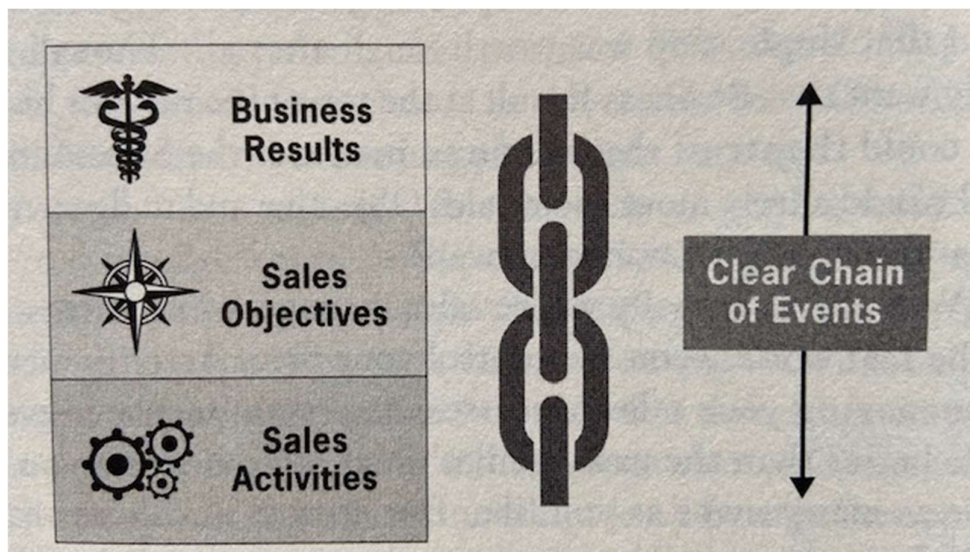 Business
Results
Sales
Objectives
Sales
Activities
Clear Chain
of Events